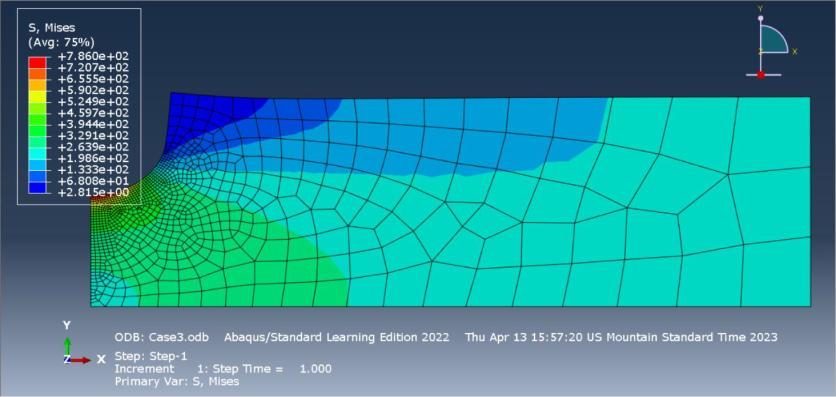 S, Mises
(Avg: 75%)
+7.860e+02
+7.207e+02
+6.555e+02
+5.902e+02
+5.249e+02
+4.597e+02
+3.944e+02
+3.291e+02
+2.639e+02
+1.986e+02
+1.333e+02
+6.808e+01
+2.815e+00
Y
X
Z
Y
Z
X
ODB: Case3.odb Abaqus/Standard Learning Edition 2022 Thu Apr 13 15:57:20 US Mountain Standard Time 2023
Step: Step-1
Increment 1: Step Time = 1.000
Primary Var: S, Mises